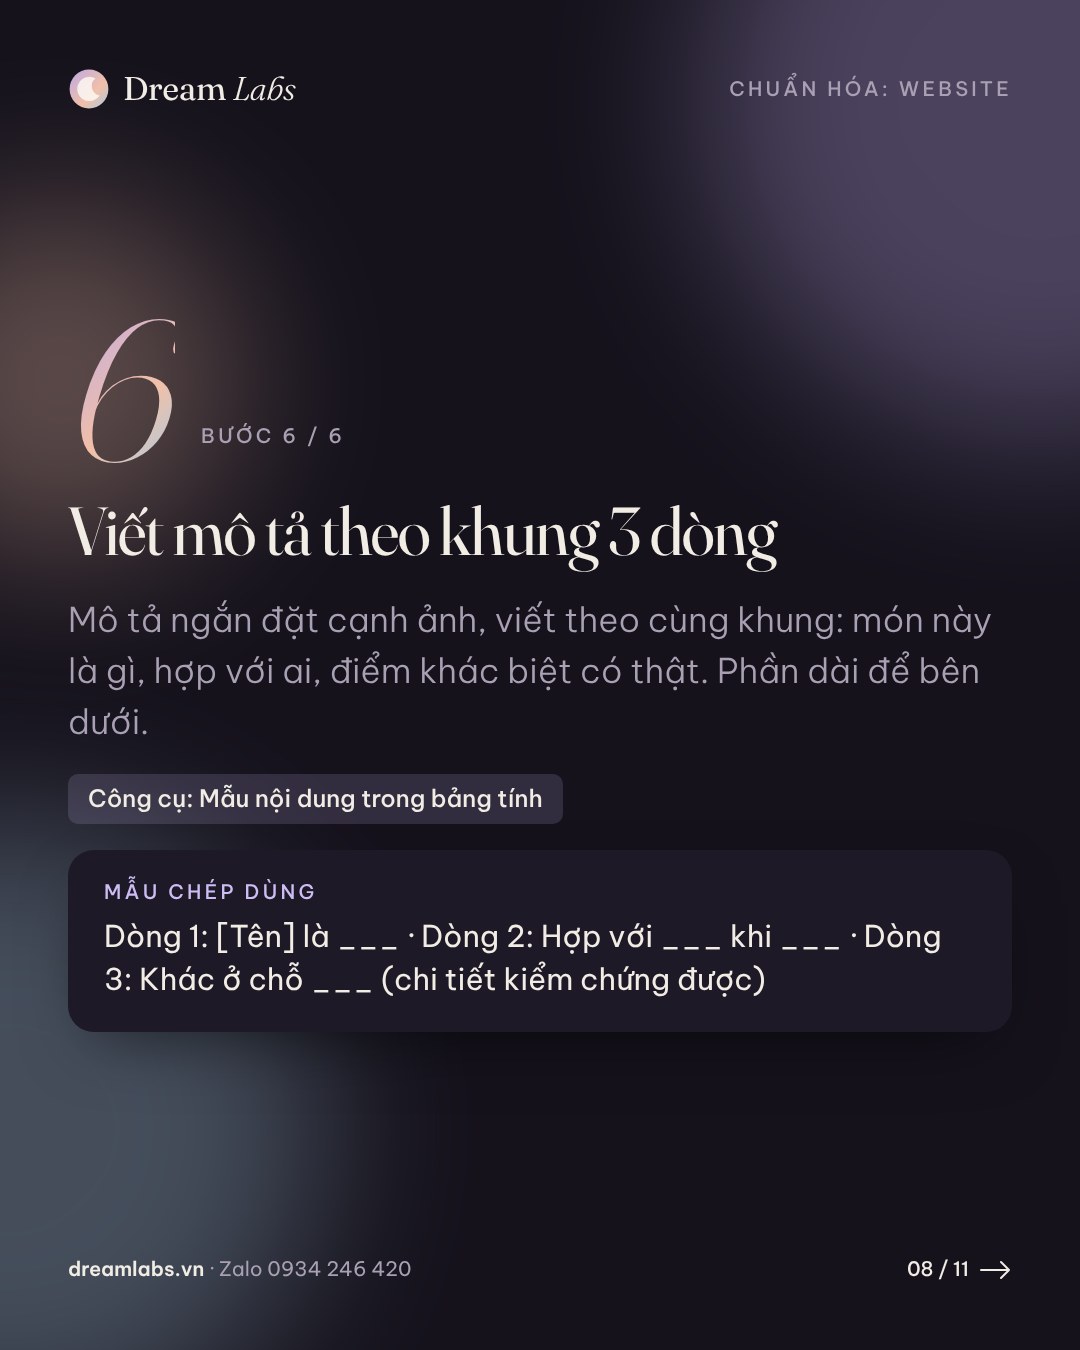 Dream Labs
CHUẨN HÓA: WEBSITE
6
BƯỚC 6 / 6
Viết mô tả theo khung 3 dòng
Mô tả ngắn đặt cạnh ảnh, viết theo cùng khung: món này
là gì, hợp với ai, điểm khác biệt có thật. Phần dài để bên
dưới.
Công cụ: Mẫu nội dung trong bảng tính
MẪU CHÉP DÙNG
Dòng 1: [Tên] là ___ · Dòng 2: Hợp với ___ khi ___ · Dòng
3: Khác ở chỗ ___ (chi tiết kiểm chứng được)
dreamlabs.vn · Zalo 0934 246 420
08 / 11 →